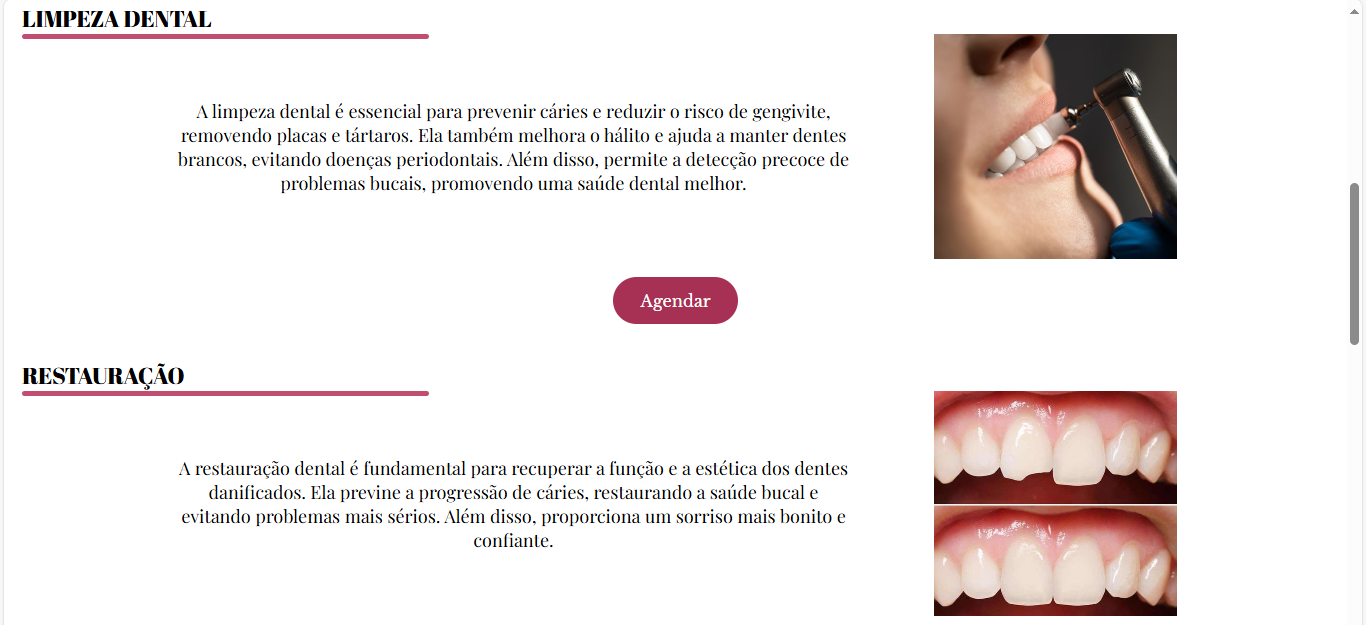 LIMPEZA DENTAL
A limpeza dental é essencial para prevenir cáries e reduzir o risco de gengivite,
removendo placas e tártaros. Ela também melhora o hálito e ajuda a manter dentes
brancos, evitando doenças periodontais. Além disso, permite a detecção precoce de
problemas bucais, promovendo uma saúde dental melhor.
Agendar
RESTAURAÇÃO
A restauração dental é fundamental para recuperar a função e a estética dos dentes
danificados. Ela previne a progressão de cáries, restaurando a saúde bucal e
evitando problemas mais sérios. Além disso, proporciona um sorriso mais bonito e
confiante.